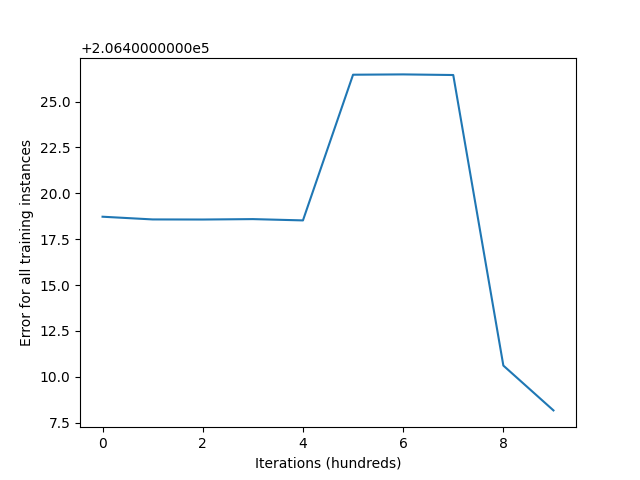 +2.0640000000e5
25.0
22.5
20.0
17.5
15.0
12.5
10.0
7.5
Error for all training instances
0 2 4 6 8
Iterations (hundreds)